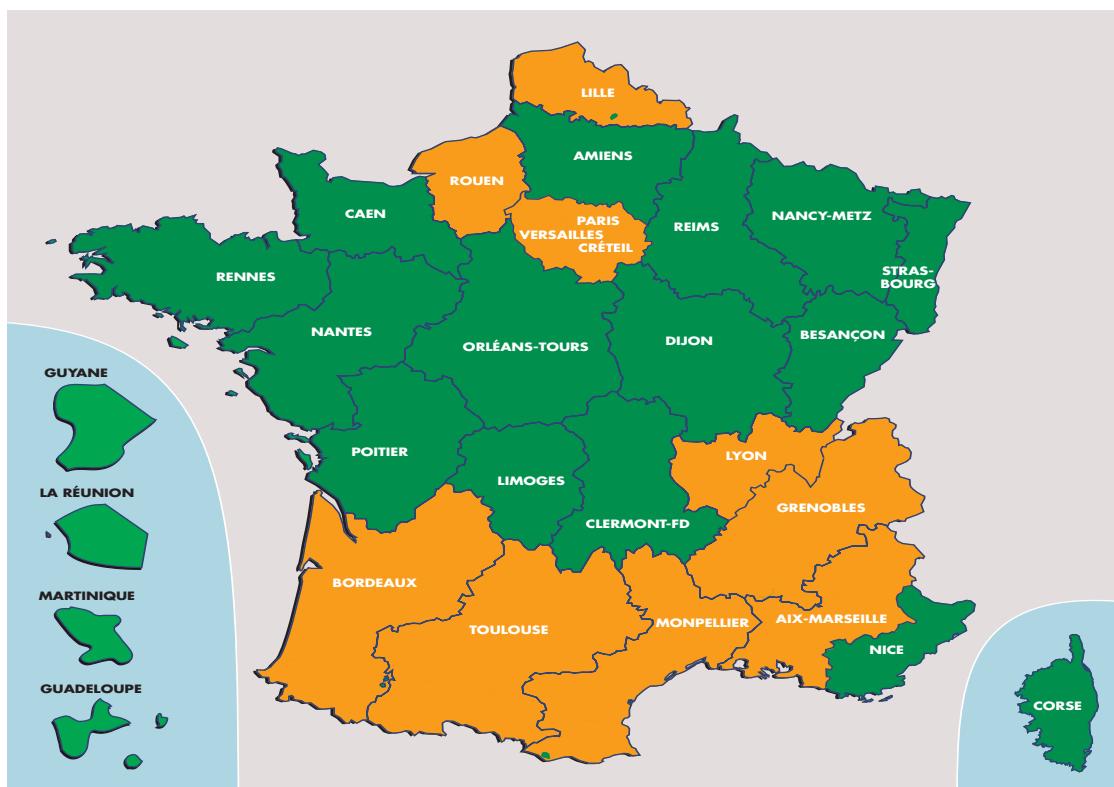 LILLE
AMIENS
ROUEN
CAEN
PARIS
VERSAILLES
CRÉTEIL
REIMS
NANCY-METZ
STRAS-
BOURG
RENNES
NANTES
ORLÉANS-TOURS
DIJON
BESANÇON
GUYANE
POITIER
LIMOGES
LYON
GRENOBLES
LA RÉUNION
CLERMONT-FD
BORDEAUX
MARTINIQUE
TOULOUSE
MONPELLIER
AIX-MARSEILLE
NICE
GUADELOUPE
CORSE